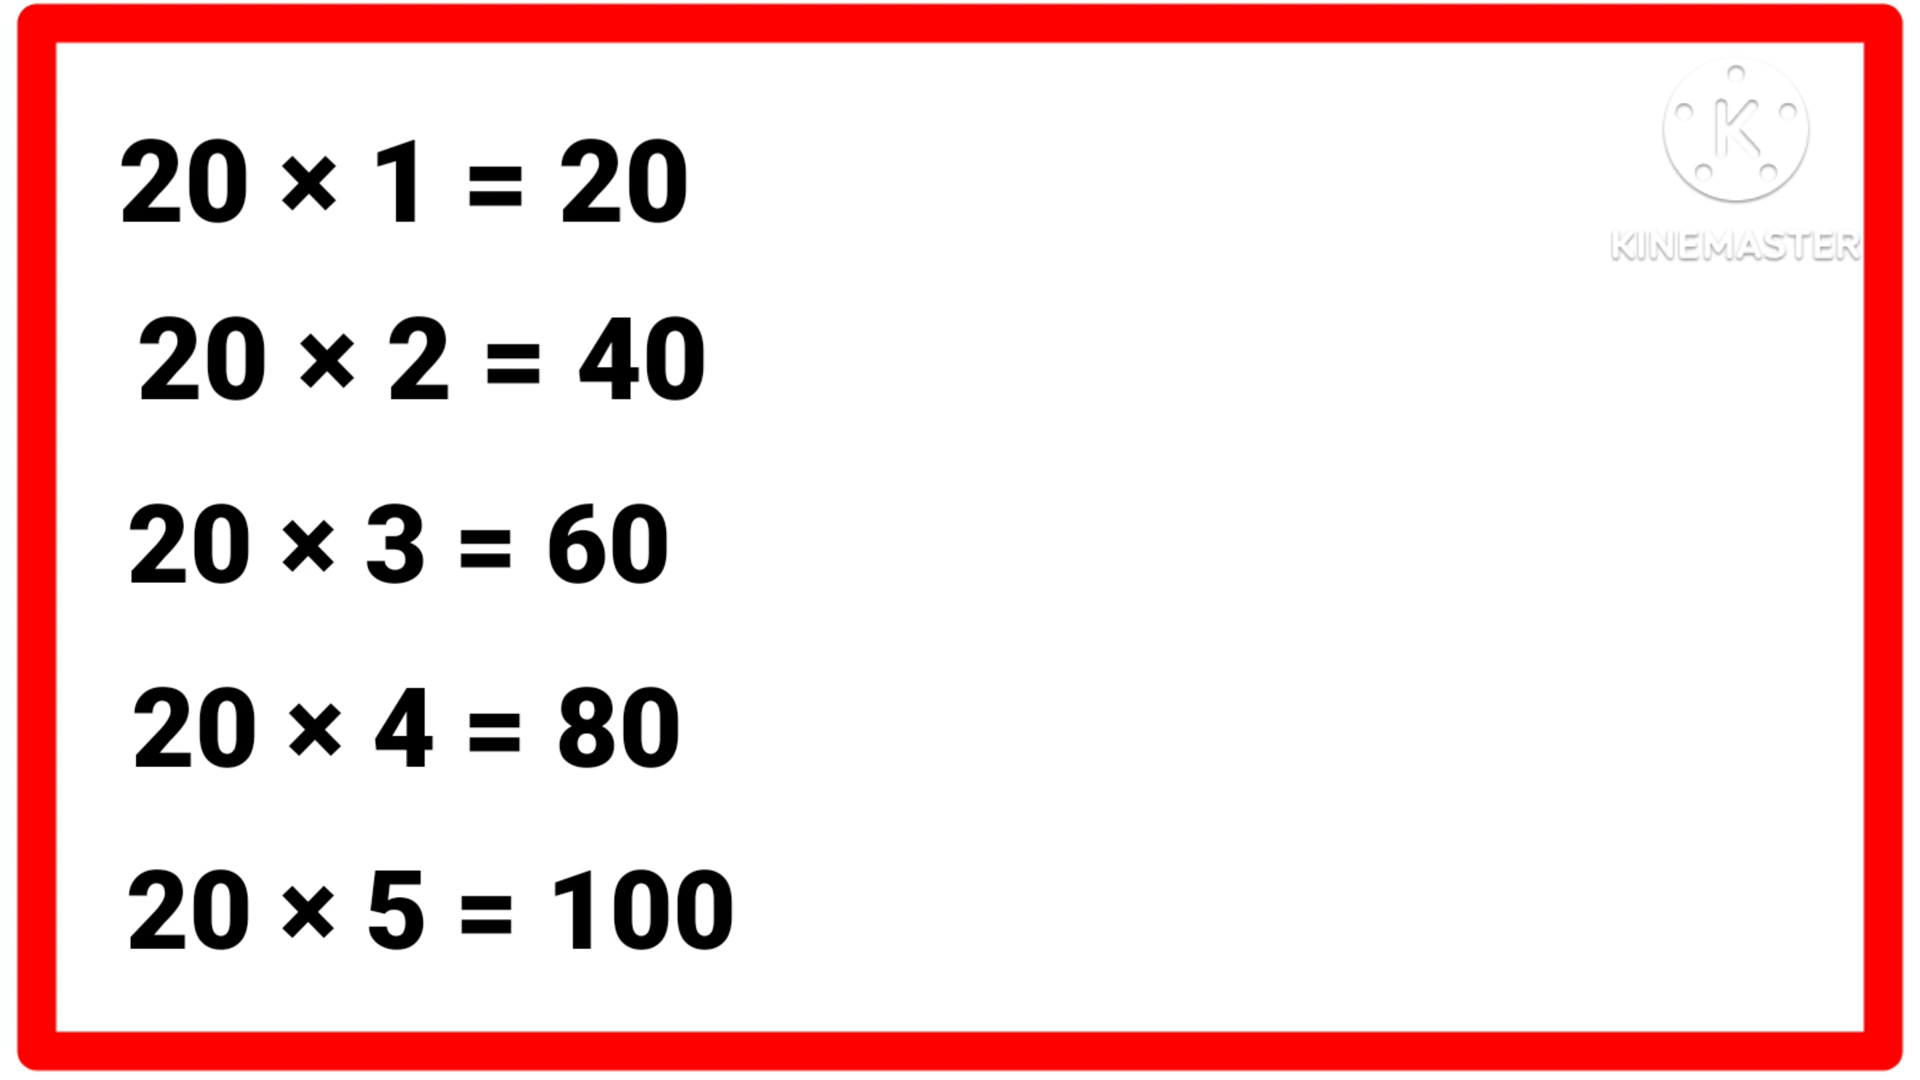 20 × 1 = 20
20 × 2 = 40
20 × 3 = 60
20 × 4 = 80
20 × 5 = 100
K
KINEMASTER